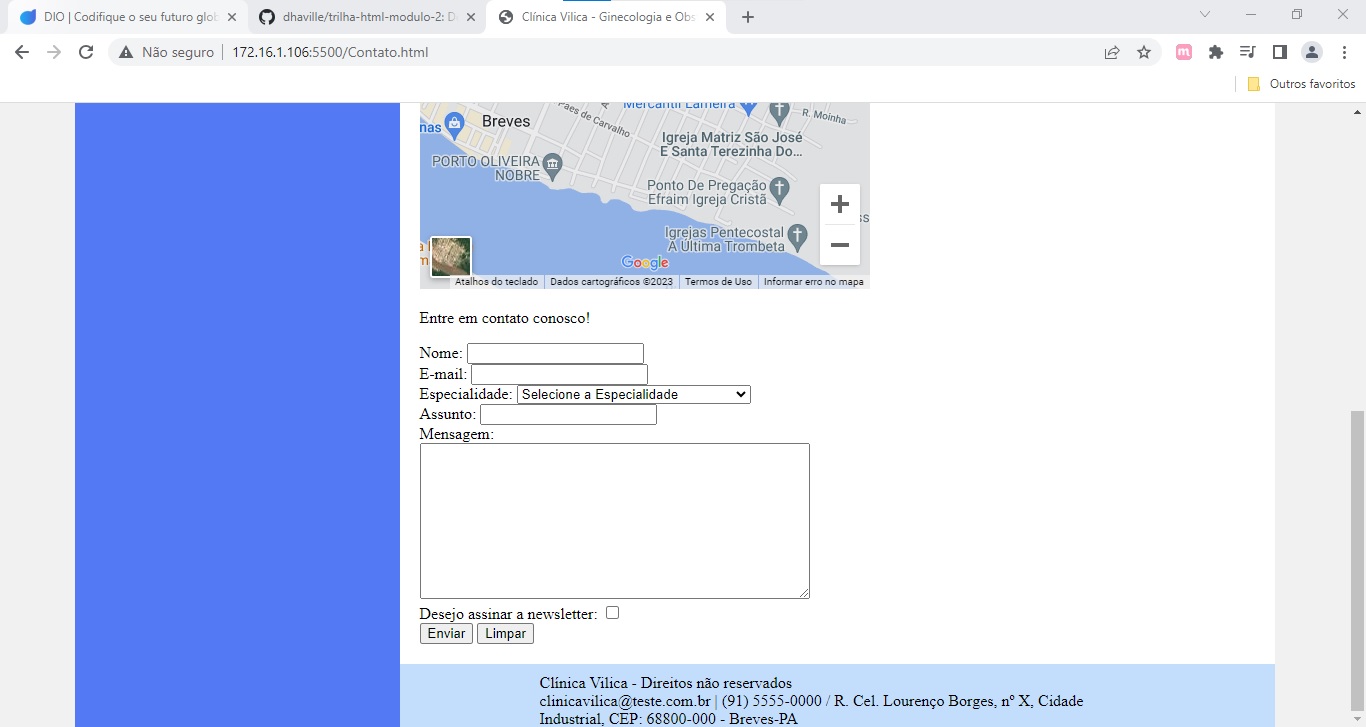 DIO | Codifique o seu futuro glob
dhaville/trilha-html-modulo-2: D
Clínica Vilica - Ginecologia e Obs
Não seguro
172.16.1.106:5500/Contato.html
Outros favoritos
Mercantil Lameira
Paes de Carvalho
R. Moinha
nas
Breves
Igreja Matriz São José
E Santa Terezinha Do...
PORTO OLIVEIRA
NOBRE
Ponto De Pregação
Efraim Igreja Cristã
ss
Igrejas Pentecostal
A Última Trombeta
Google
Atalhos do teclado
Dados cartográficos ©2023
Termos de Uso
Informar erro no mapa
Entre em contato conosco!
Nome:
E-mail:
Especialidade: Selecione a Especialidade
Assunto:
Mensagem:
Desejo assinar a newsletter:
Enviar Limpar
Clínica Vilica - Direitos não reservados
clinicavilica@teste.com.br | (91) 5555-0000 / R. Cel. Lourenço Borges, nº X, Cidade
Industrial, CEP: 68800-000 - Breves-PA